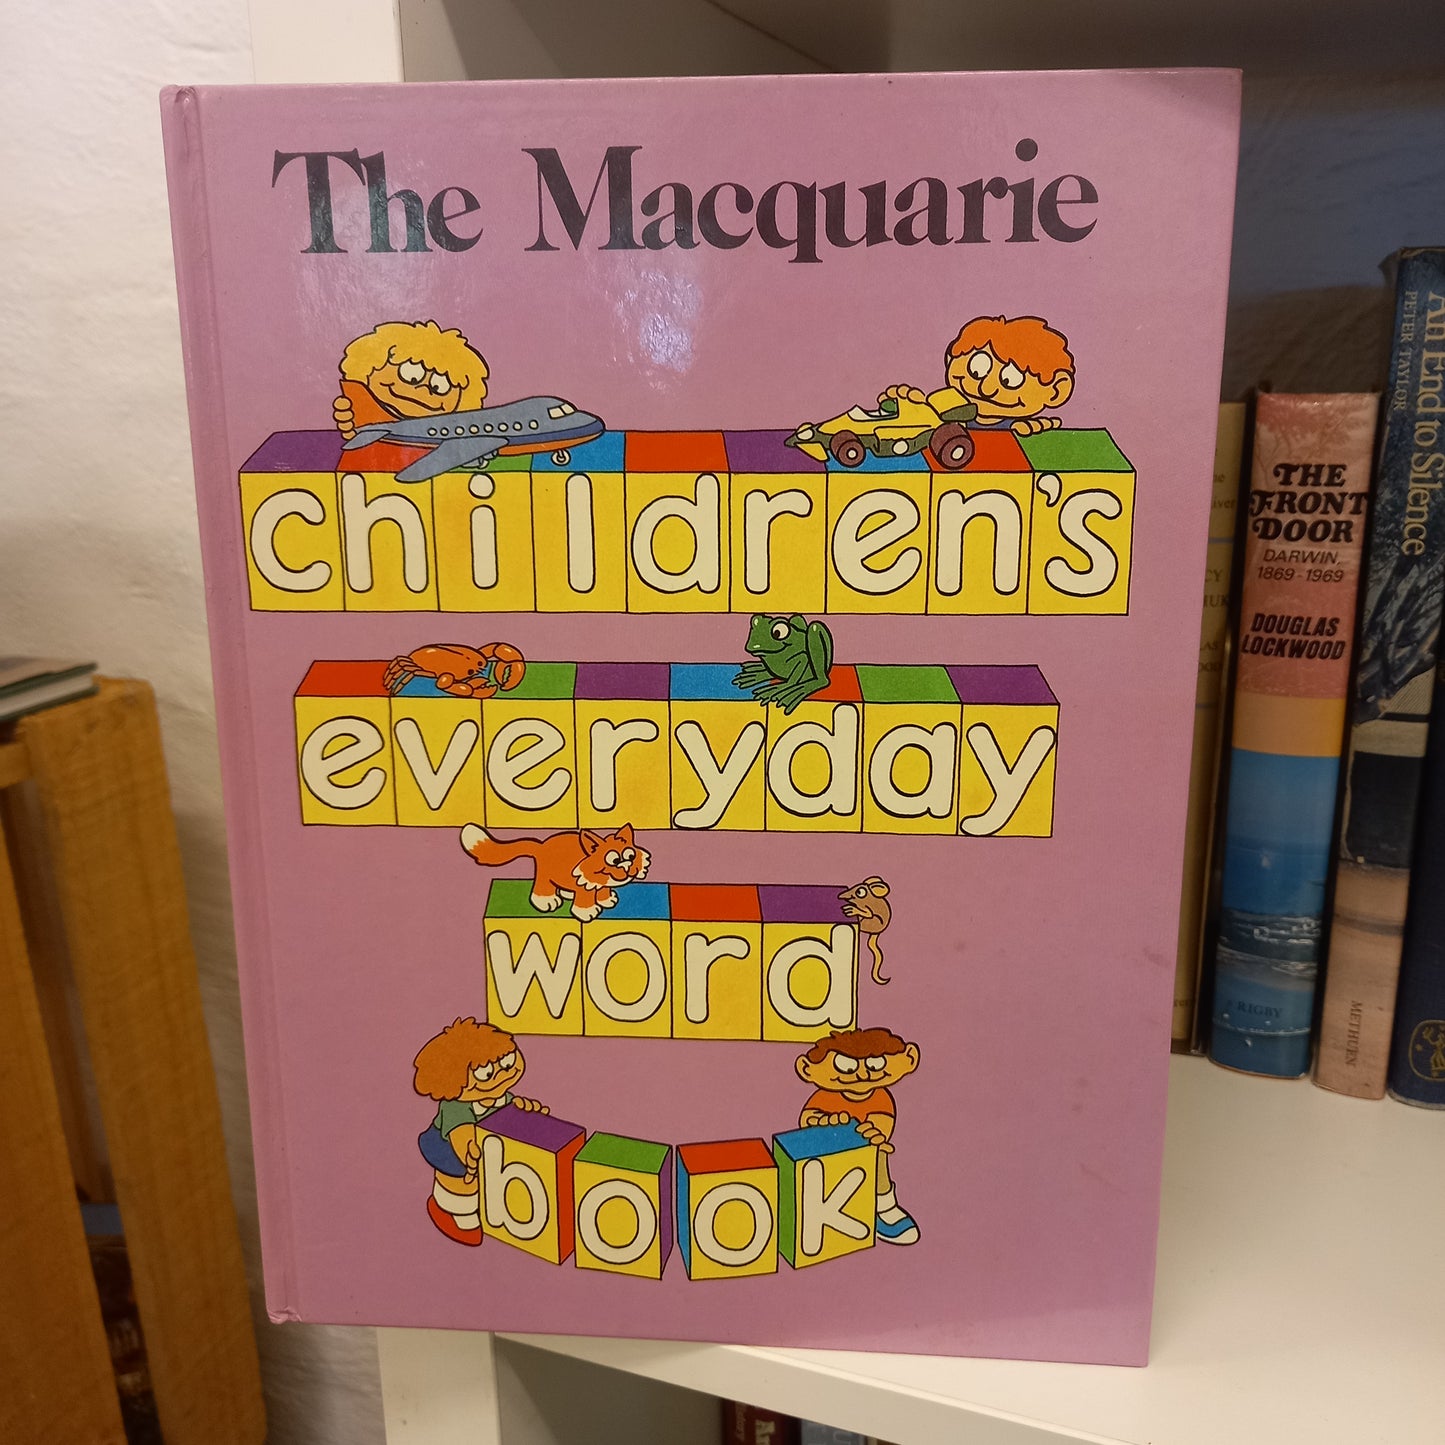 The Macquarie
children's
everyday
word
book
THE
FRONT
DOOR
DARWIN,
1869-1969
DOUGLAS
LOCKWOOD
RIGBY
An End to Silence
PETER TAYLOR
METHUEN